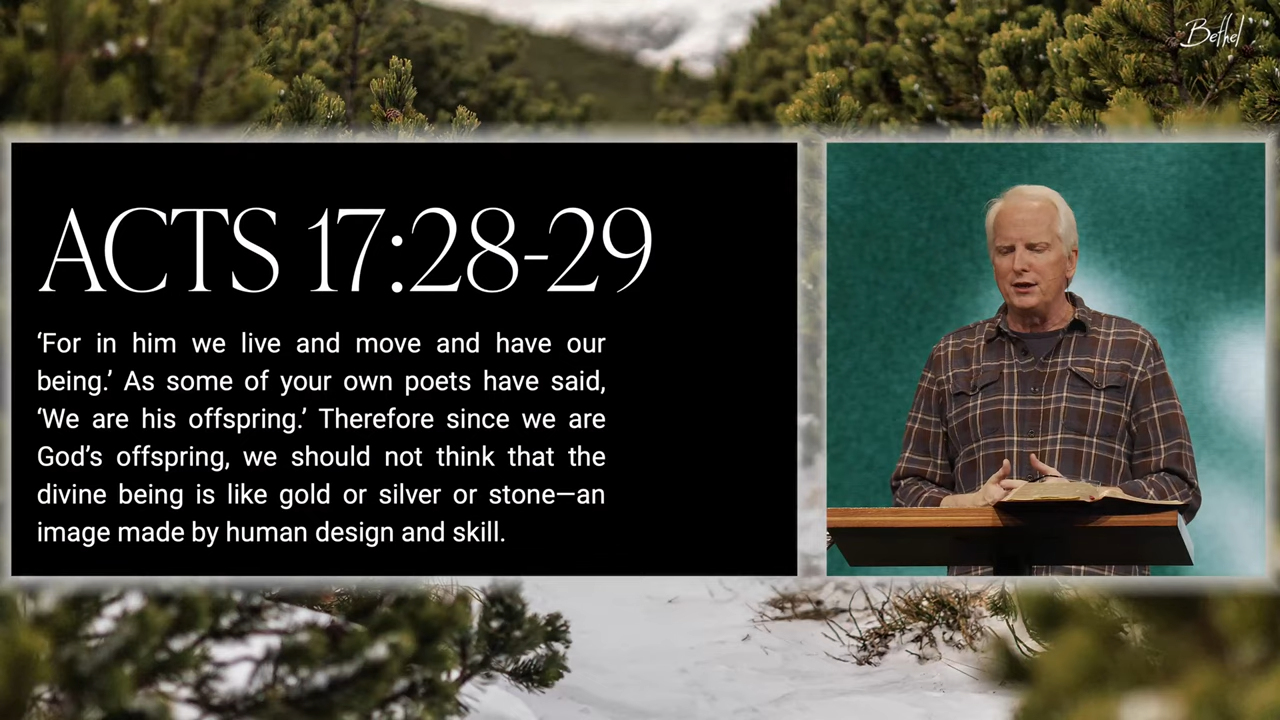 Bethel
ACTS 17:28-29
‘For in him we live and move and have our
being.’ As some of your own poets have said,
‘We are his offspring.’ Therefore since we are
God’s offspring, we should not think that the
divine being is like gold or silver or stone—an
image made by human design and skill.